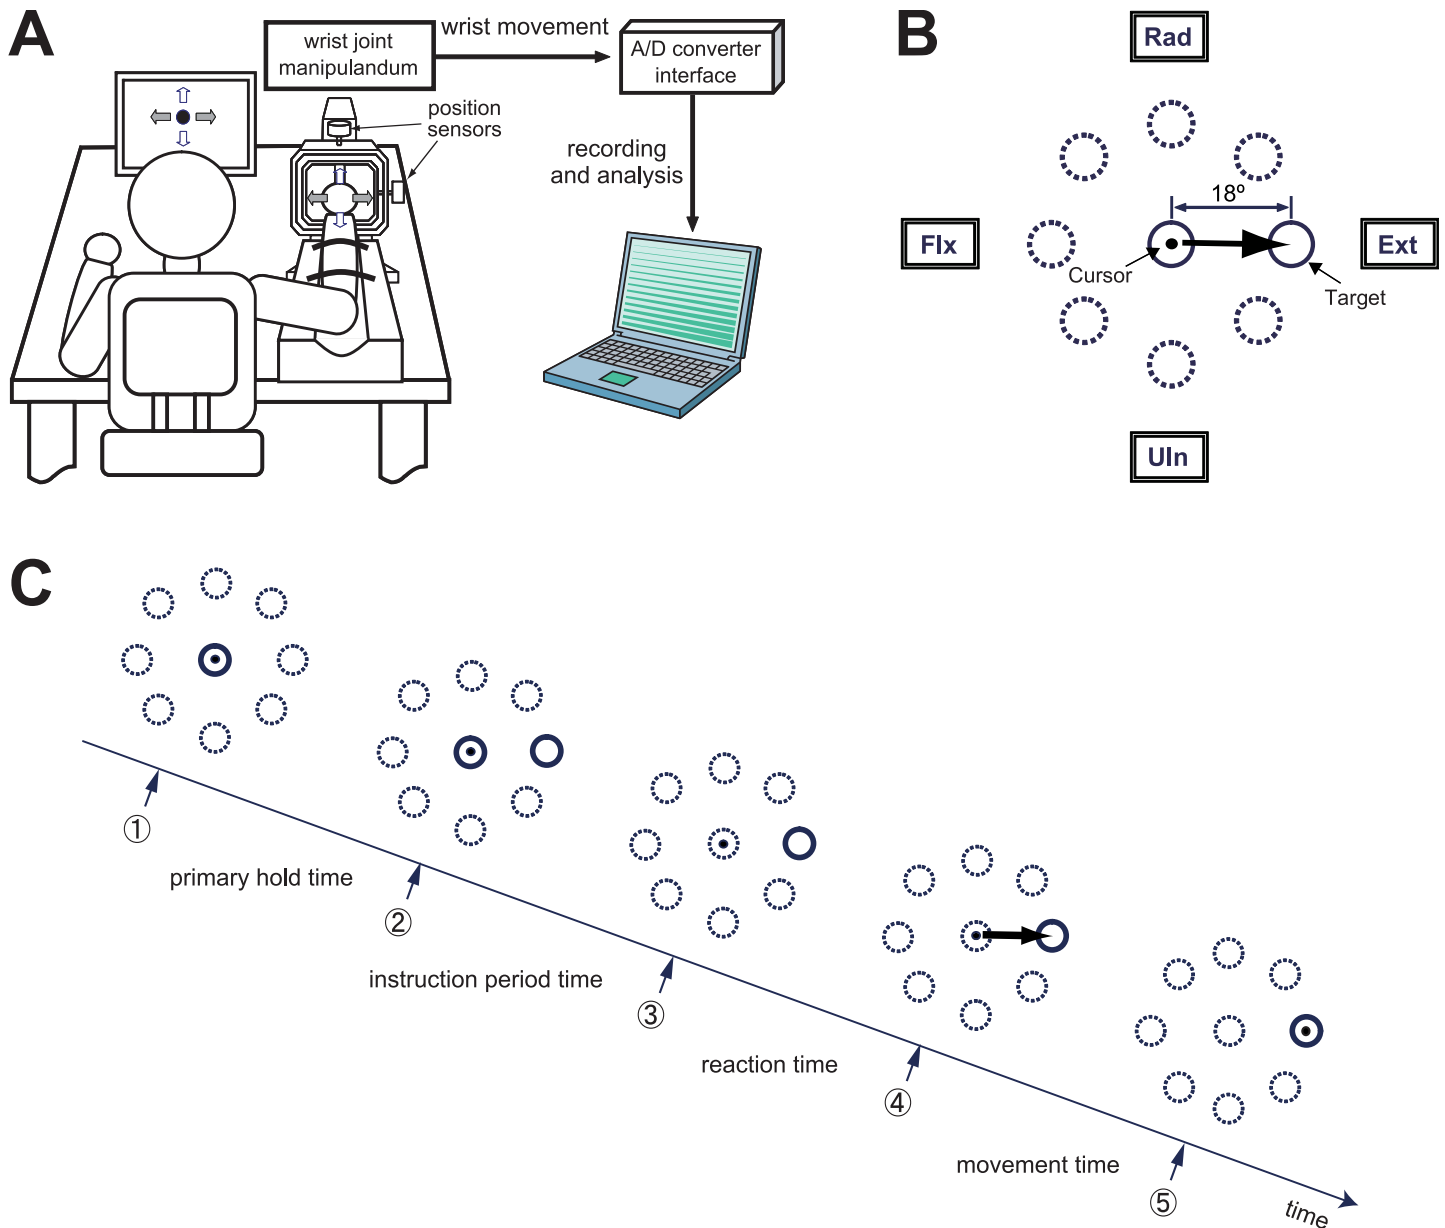 A
wrist joint
manipulandum
wrist movement
A/D converter
interface
position
sensors
recording
and analysis
B
Rad
18º
Flx
Ext
Cursor
Target
Uln
C
①
primary hold time
②
instruction period time
③
reaction time
④
movement time
⑤
time